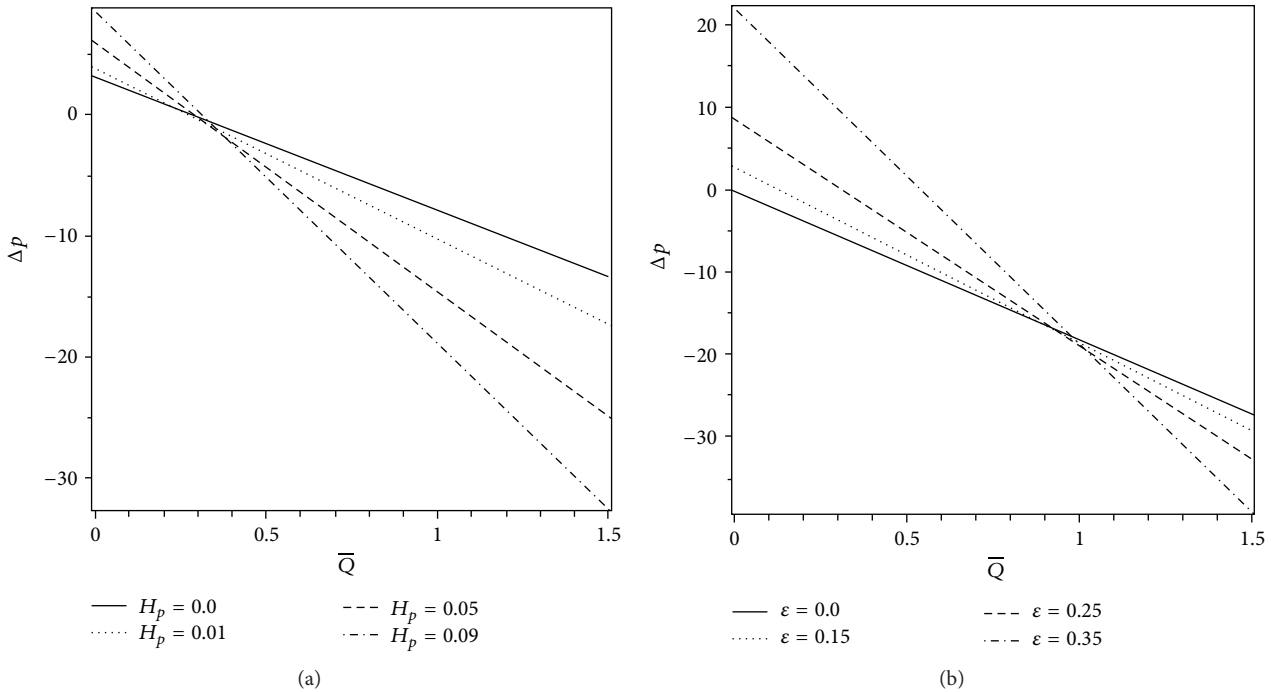 0
−10
−20
−30
Δp
0 0.5 1 1.5
Q̅
H_p = 0.0
H_p = 0.01
H_p = 0.05
H_p = 0.09
(a)
20
10
0
−10
−20
−30
Δp
0 0.5 1 1.5
Q̅
ε = 0.0
ε = 0.15
ε = 0.25
ε = 0.35
(b)